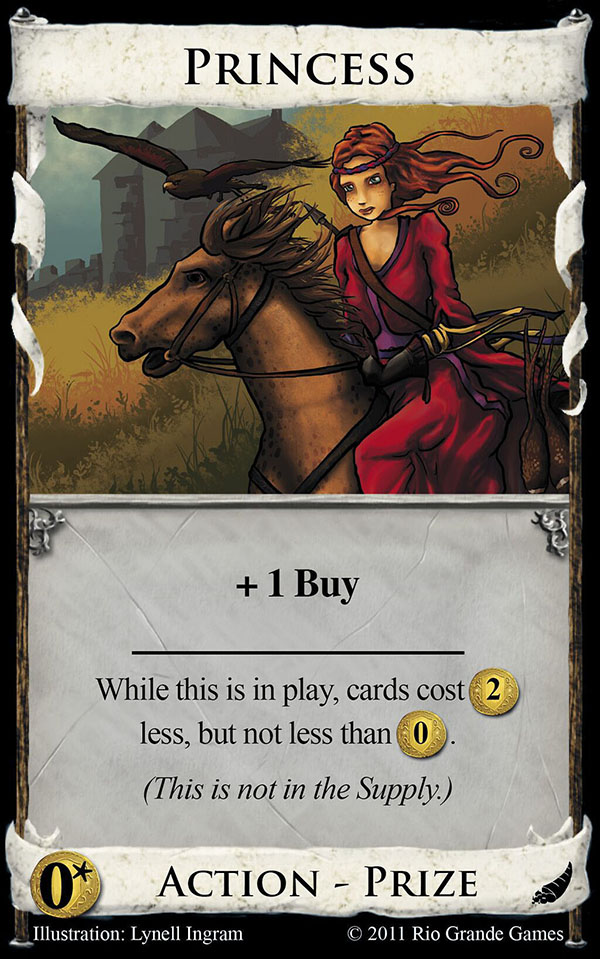 Princess
+ 1 Buy
While this is in play, cards cost 2
less, but not less than 0.
(This is not in the Supply.)
0* Action - Prize
Illustration: Lynell Ingram © 2011 Rio Grande Games